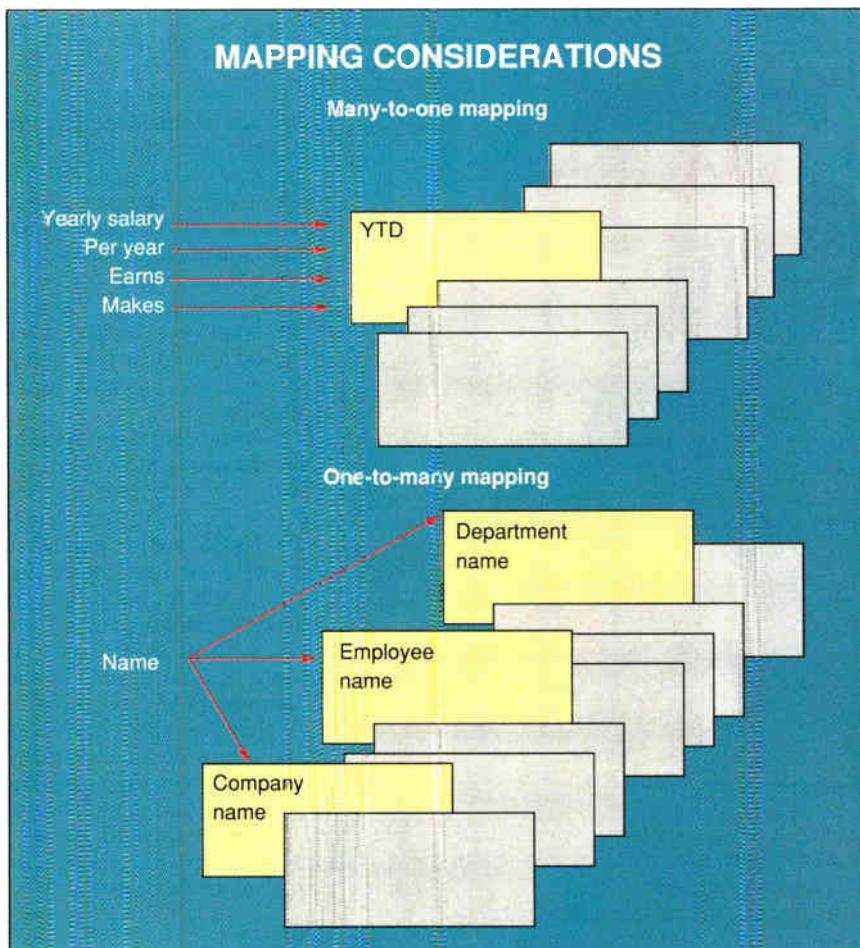 MAPPING CONSIDERATIONS
Many-to-one mapping
Yearly salary
Per year
Earns
Makes
YTD
One-to-many mapping
Name
Department
name
Employee
name
Company
name